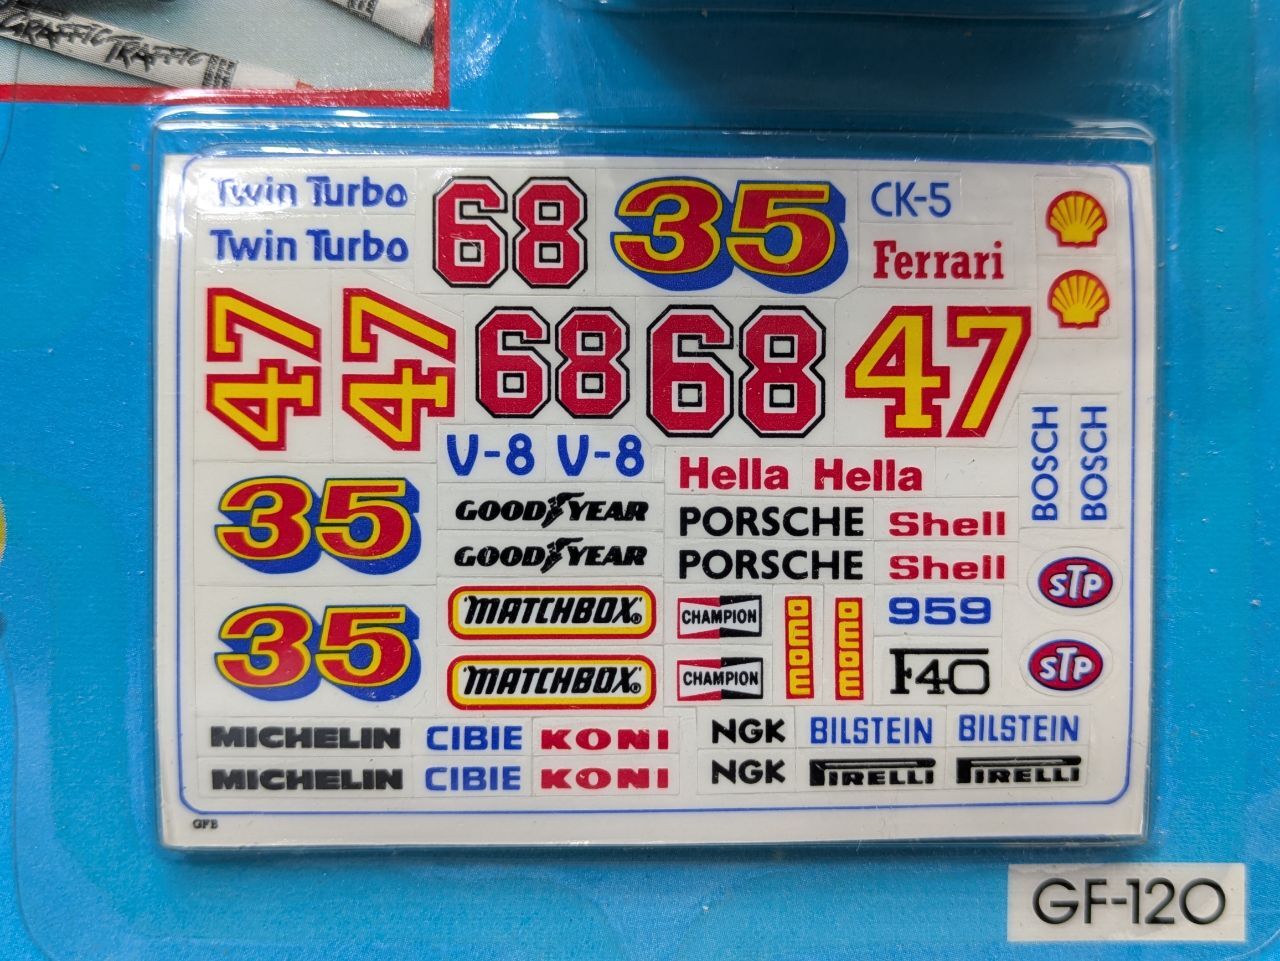 GRAFFIC TRAFFIC
Twin Turbo
Twin Turbo
68
35
CK-5
Ferrari
47
47
68
68
47
V-8 V-8
Hella Hella
BOSCH
BOSCH
35
GOODYEAR
GOODYEAR
PORSCHE
PORSCHE
Shell
Shell
STP
35
MATCHBOX®
MATCHBOX®
CHAMPION
CHAMPION
959
F40
STP
MICHELIN CIBIE KONI NGK BILSTEIN BILSTEIN
MICHELIN CIBIE KONI NGK PIRELLI PIRELLI
GF-120